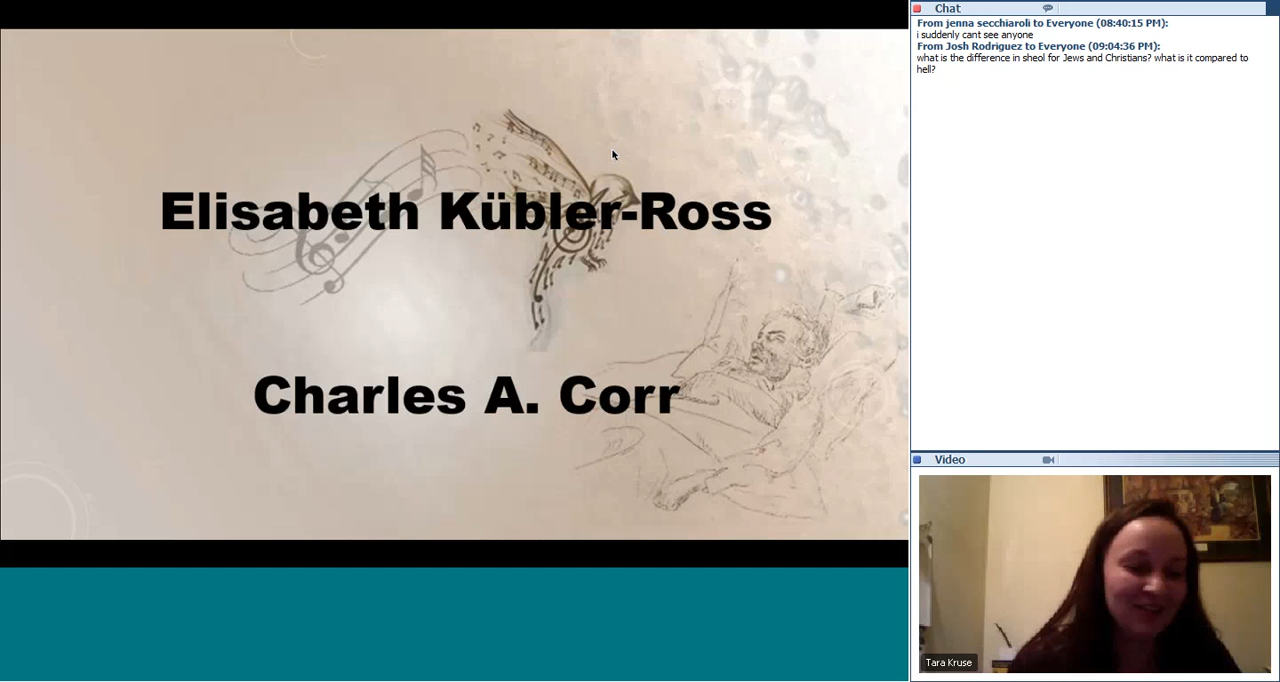 Elisabeth Kübler-Ross
Charles A. Corr
Chat
From jenna secchiaroli to Everyone (08:40:15 PM):
i suddenly cant see anyone
From Josh Rodriguez to Everyone (09:04:36 PM):
what is the difference in sheol for Jews and Christians? what is it compared to
hell?
Video
Tara Kruse